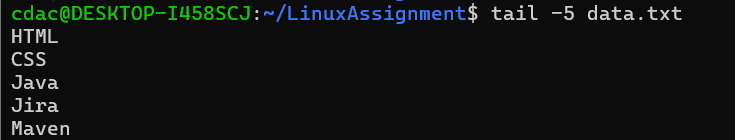 cdac@DESKTOP-I458SCJ:~/LinuxAssignment$ tail -5 data.txt
HTML
CSS
Java
Jira
Maven